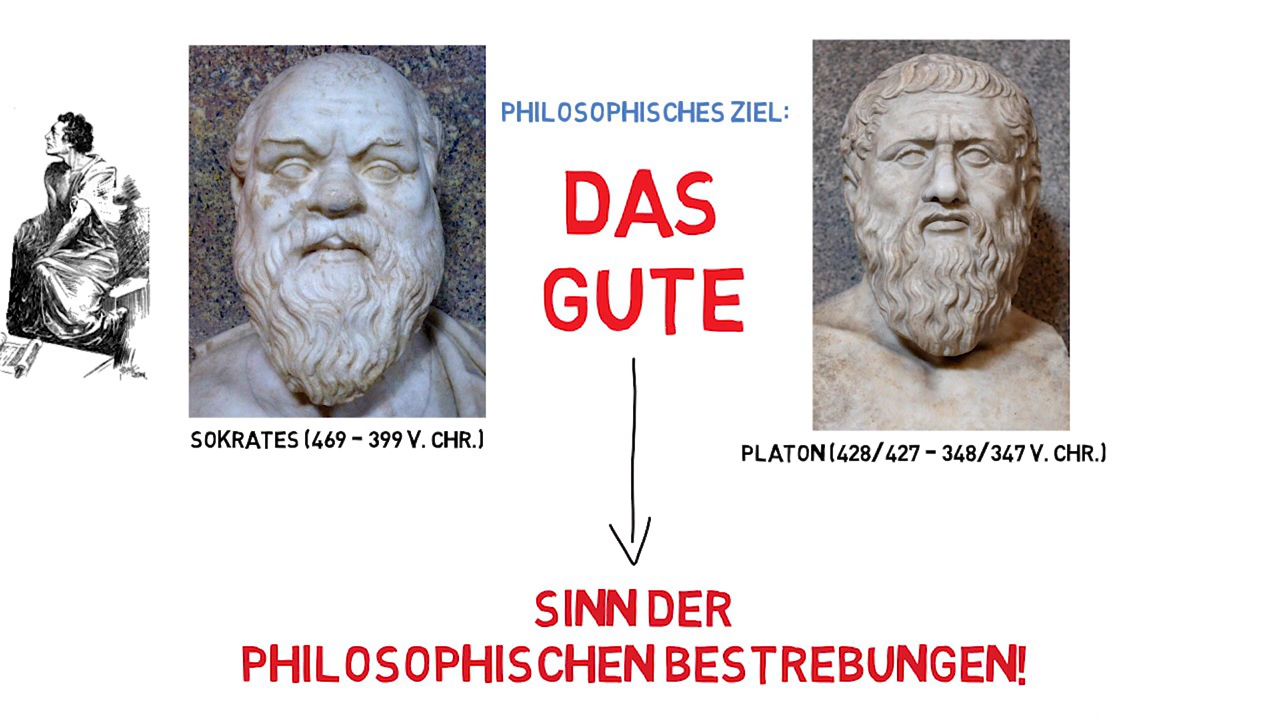 PHILOSOPHISCHES ZIEL:
DAS
GUTE
SOKRATES (469 - 399 V. CHR.)
PLATON (428/427 - 348/347 V. CHR.)
SINN DER
PHILOSOPHISCHEN BESTREBUNGEN!